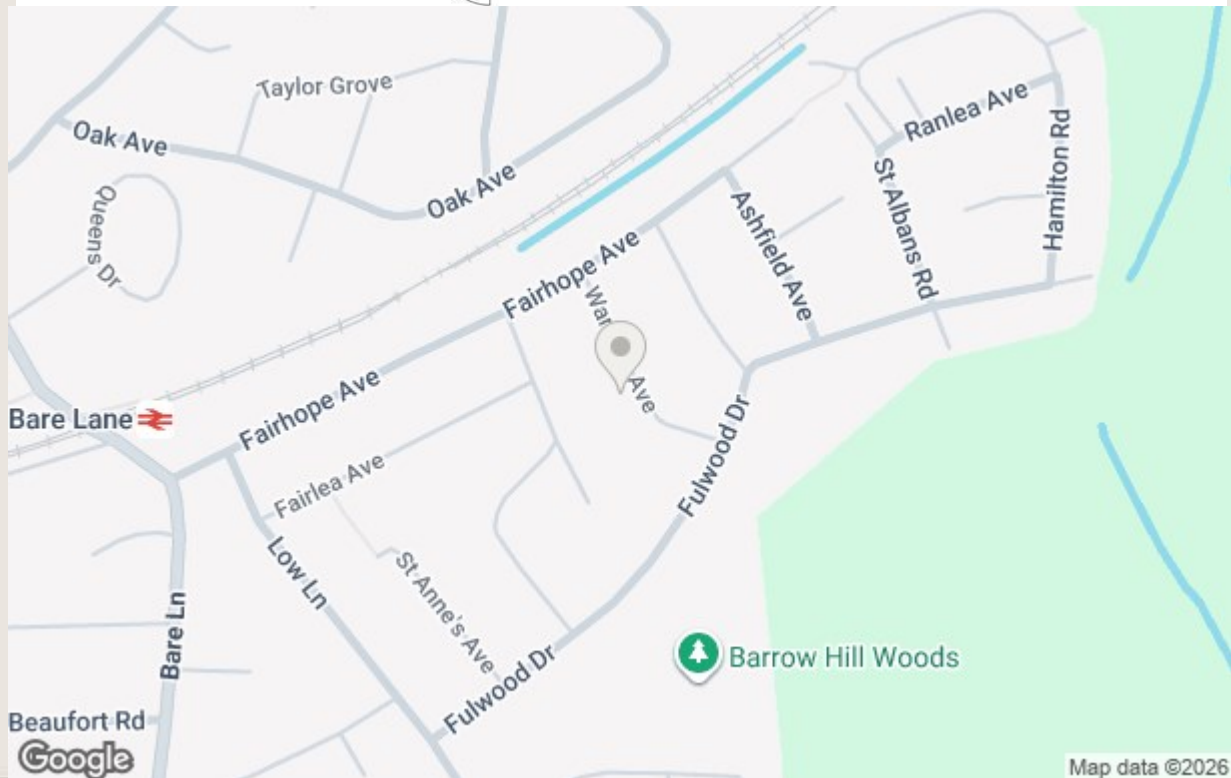 Taylor Grove
Oak Ave
Oak Ave
Queens Dr
Ranlea Ave
Hamilton Rd
St Albans Rd
Ashfield Ave
Fairhope Ave
Ave
Bare Lane
Fairhope Ave
Fulwood Dr
Fairlea Ave
Low Ln
St Anne's Ave
Bare Ln
Fulwood Dr
Barrow Hill Woods
Beaufort Rd
Google
Map data ©2026